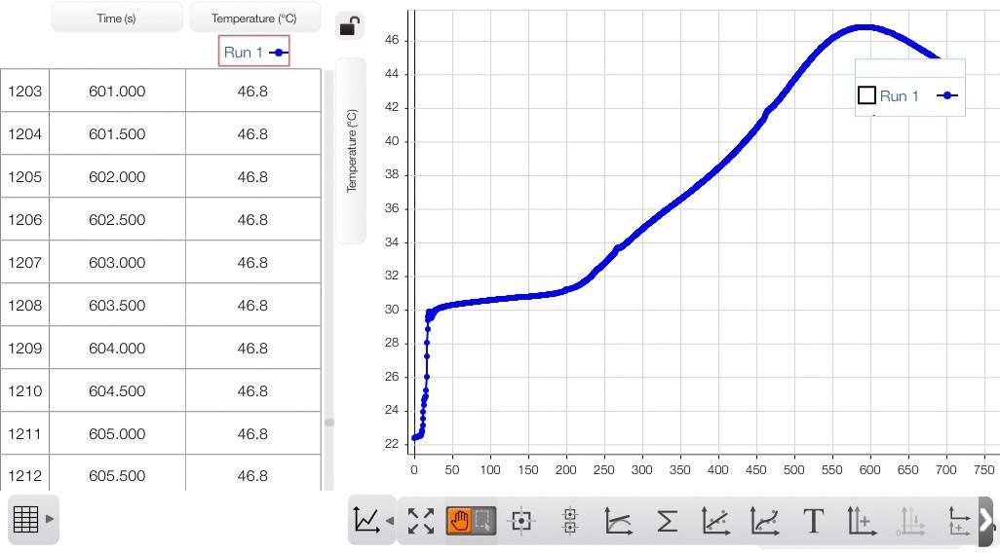 Time (s) Temperature (°C)
Run 1
1203 601.000 46.8
1204 601.500 46.8
1205 602.000 46.8
1206 602.500 46.8
1207 603.000 46.8
1208 603.500 46.8
1209 604.000 46.8
1210 604.500 46.8
1211 605.000 46.8
1212 605.500 46.8
Temperature (°C)
46
44
42
40
38
36
34
32
30
28
26
24
22
0 50 100 150 200 250 300 350 400 450 500 550 600 650 700 750
Run 1
Σ T
0